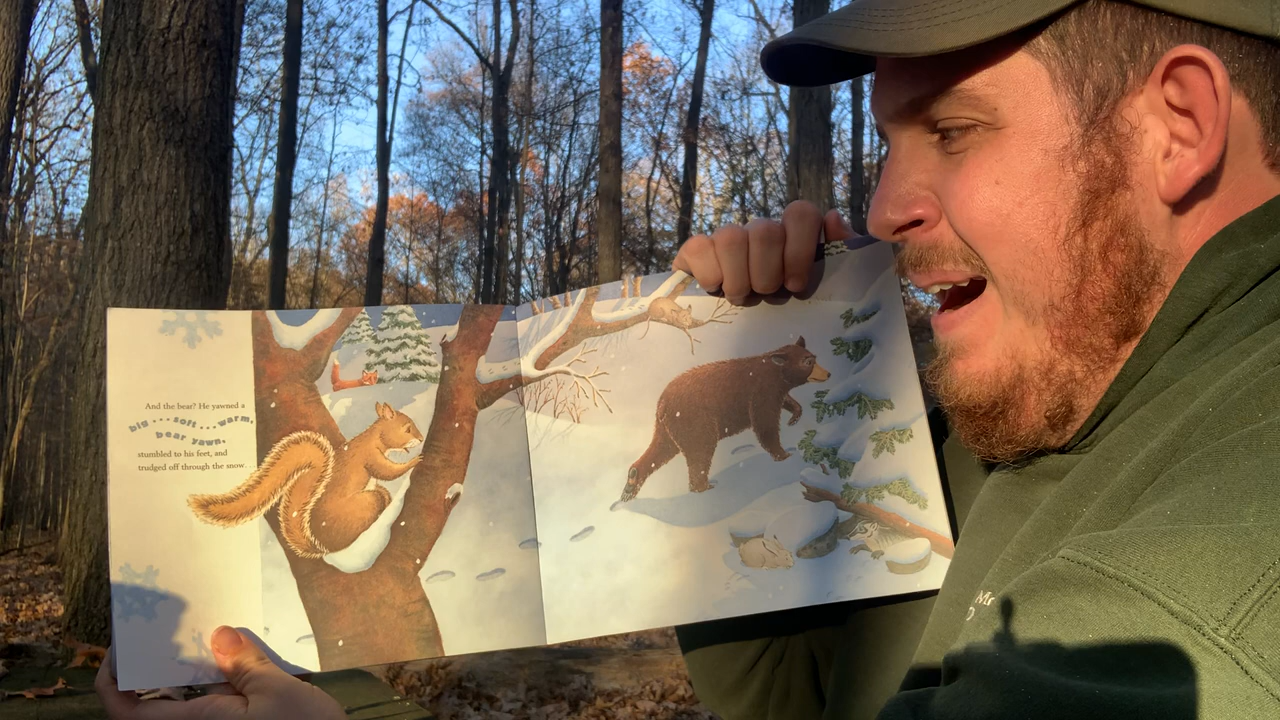 And the bear? He yawned a
big . . . soft . . . warm,
bear yawn,
stumbled to his feet, and
trudged off through the snow.